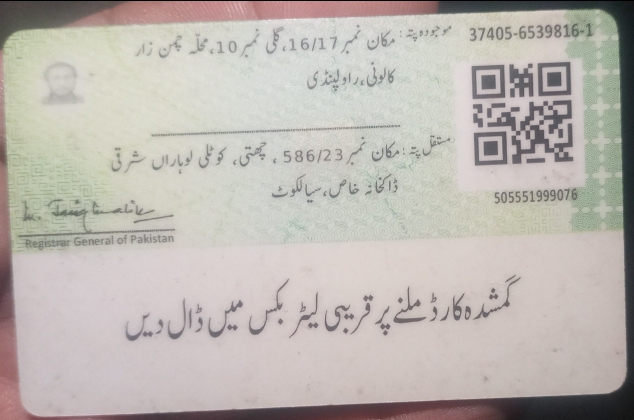 37405-6539816-1
موجودہ پتہ: مکان نمبر 16/17، گلی نمبر 10، محلّہ چمن زار
کالونی، راولپنڈی
مستقل پتہ: مکان نمبر 586/23، چھتی، کوٹلی لوہاراں شرقی
ڈاکخانہ خاص، سیالکوٹ
505551999076
Registrar General of Pakistan
گمشدہ کارڈ ملنے پر قریبی لیٹر بکس میں ڈال دیں